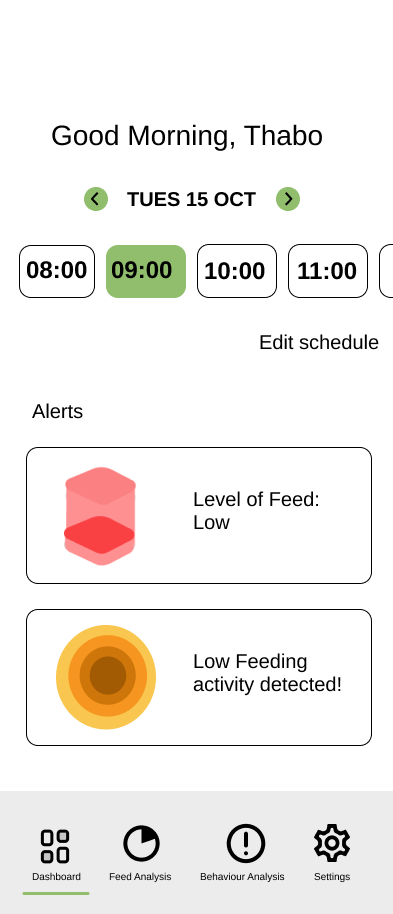 Good Morning, Thabo
TUES 15 OCT
08:00 09:00 10:00 11:00
Edit schedule
Alerts
Level of Feed:
Low
Low Feeding
activity detected!
Dashboard Feed Analysis Behaviour Analysis Settings